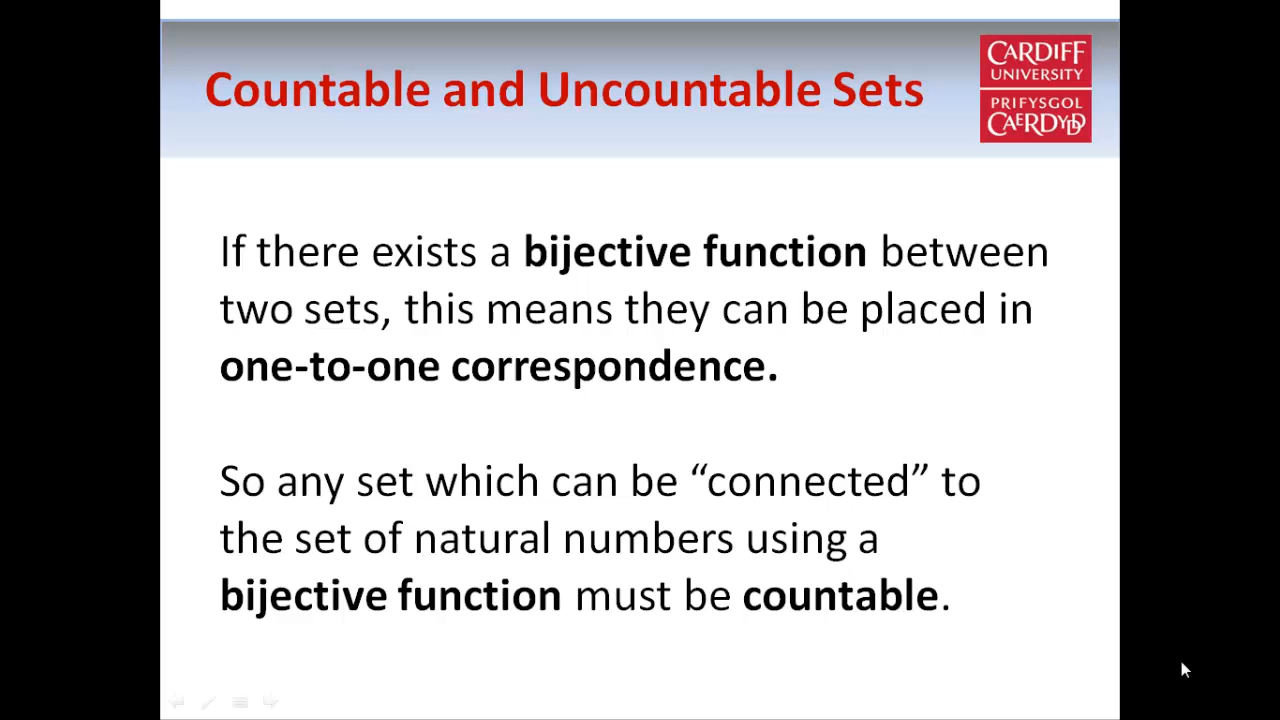 Countable and Uncountable Sets
CARDIFF
UNIVERSITY
PRIFYSGOL
CAERDYDD
If there exists a bijective function between
two sets, this means they can be placed in
one-to-one correspondence.
So any set which can be “connected” to
the set of natural numbers using a
bijective function must be countable.